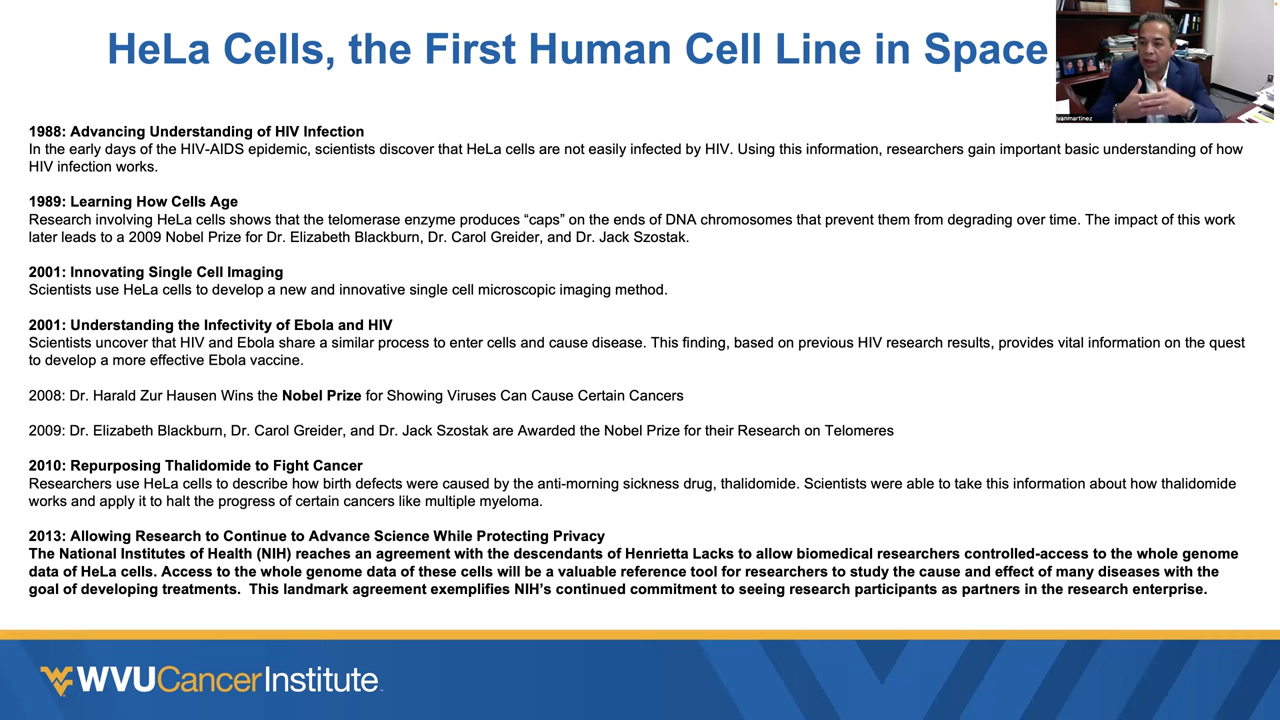 HeLa Cells, the First Human Cell Line in Space
ivanmartinez
1988: Advancing Understanding of HIV Infection
In the early days of the HIV-AIDS epidemic, scientists discover that HeLa cells are not easily infected by HIV. Using this information, researchers gain important basic understanding of how
HIV infection works.
1989: Learning How Cells Age
Research involving HeLa cells shows that the telomerase enzyme produces “caps” on the ends of DNA chromosomes that prevent them from degrading over time. The impact of this work
later leads to a 2009 Nobel Prize for Dr. Elizabeth Blackburn, Dr. Carol Greider, and Dr. Jack Szostak.
2001: Innovating Single Cell Imaging
Scientists use HeLa cells to develop a new and innovative single cell microscopic imaging method.
2001: Understanding the Infectivity of Ebola and HIV
Scientists uncover that HIV and Ebola share a similar process to enter cells and cause disease. This finding, based on previous HIV research results, provides vital information on the quest
to develop a more effective Ebola vaccine.
2008: Dr. Harald Zur Hausen Wins the Nobel Prize for Showing Viruses Can Cause Certain Cancers
2009: Dr. Elizabeth Blackburn, Dr. Carol Greider, and Dr. Jack Szostak are Awarded the Nobel Prize for their Research on Telomeres
2010: Repurposing Thalidomide to Fight Cancer
Researchers use HeLa cells to describe how birth defects were caused by the anti-morning sickness drug, thalidomide. Scientists were able to take this information about how thalidomide
works and apply it to halt the progress of certain cancers like multiple myeloma.
2013: Allowing Research to Continue to Advance Science While Protecting Privacy
The National Institutes of Health (NIH) reaches an agreement with the descendants of Henrietta Lacks to allow biomedical researchers controlled-access to the whole genome
data of HeLa cells. Access to the whole genome data of these cells will be a valuable reference tool for researchers to study the cause and effect of many diseases with the
goal of developing treatments. This landmark agreement exemplifies NIH’s continued commitment to seeing research participants as partners in the research enterprise.
WVUCancerInstitute